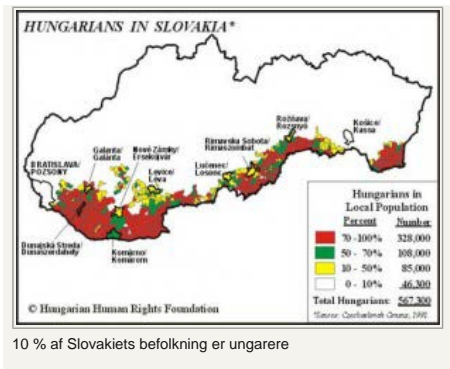 HUNGARIANS IN SLOVAKIA*
Rožňava/
Rozsnyó
Košice/
Kassa
Rimavska Sobota/
Rimaszombat
Galanta/
Galánta
Nové Zámky/
Érsekújvár
Lučenec/
Losonc
BRATISLAVA/
POZSONY
Levice/
Léva
Dunajská Streda/
Dunaszerdahely
Komárno/
Komárom
Hungarians in
Local Population
Percent Number
70 -100% 328,000
50 - 70% 108,000
10 - 50% 85,000
0 - 10% 46,300
Total Hungarians: 567,300
*Source: Czechoslovak Census, 1991
© Hungarian Human Rights Foundation
10 % af Slovakiets befolkning er ungarere